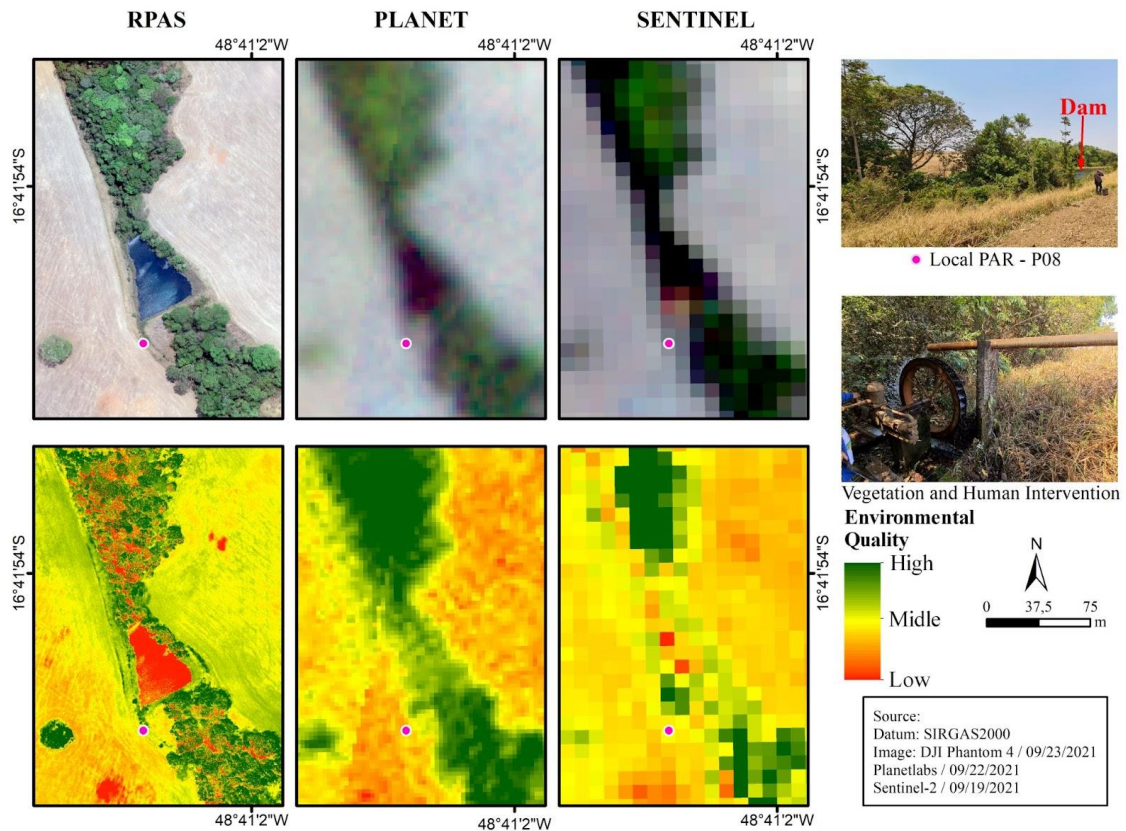 RPAS
PLANET
SENTINEL
48°41'2"W
48°41'2"W
48°41'2"W
16°41'54"S
16°41'54"S
Dam
Local PAR - P08
Vegetation and Human Intervention
Environmental
Quality
High
Midle
Low
N
0 37,5 75
m
16°41'54"S
16°41'54"S
48°41'2"W
48°41'2"W
48°41'2"W
Source:
Datum: SIRGAS2000
Image: DJI Phantom 4 / 09/23/2021
Planetlabs / 09/22/2021
Sentinel-2 / 09/19/2021